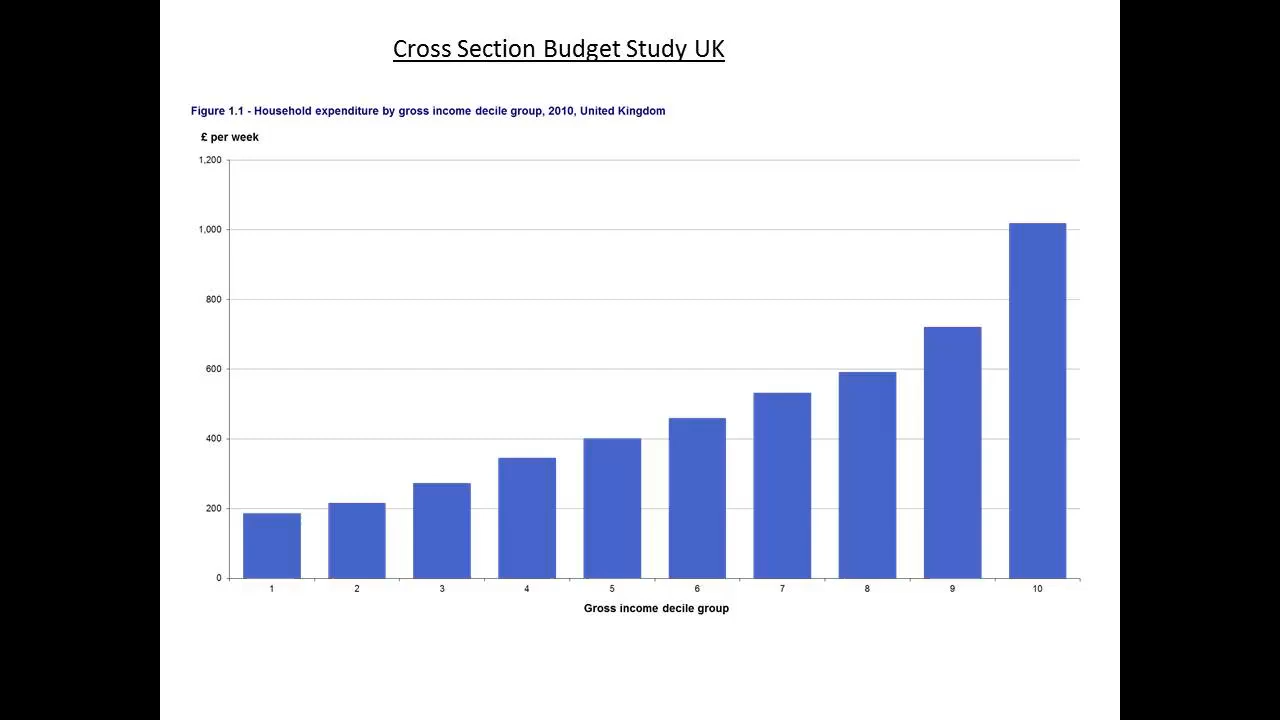 Cross Section Budget Study UK
Figure 1.1 - Household expenditure by gross income decile group, 2010, United Kingdom
£ per week
1,200
1,000
800
600
400
200
0
1 2 3 4 5 6 7 8 9 10
Gross income decile group